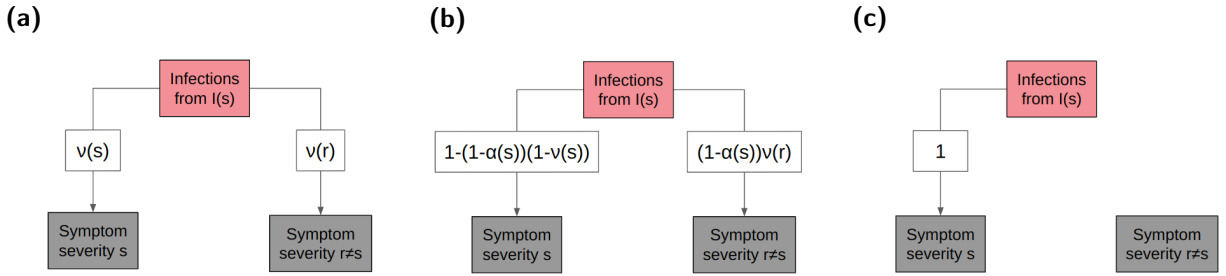 (a)
Infections
from I(s)
ν(s)
ν(r)
Symptom
severity s
Symptom
severity r≠s
(b)
Infections
from I(s)
1-(1-α(s))(1-ν(s))
(1-α(s))ν(r)
Symptom
severity s
Symptom
severity r≠s
(c)
Infections
from I(s)
1
Symptom
severity s
Symptom
severity r≠s